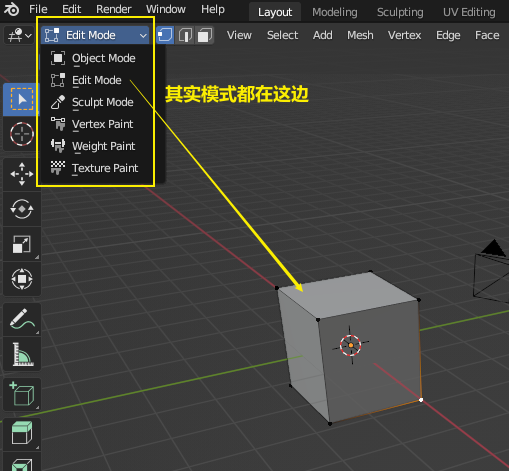 File Edit Render Window Help Layout Modeling Sculpting UV Editing
Edit Mode View Select Add Mesh Vertex Edge Face
Object Mode
Edit Mode
Sculpt Mode
Vertex Paint
Weight Paint
Texture Paint
其实模式都在这边